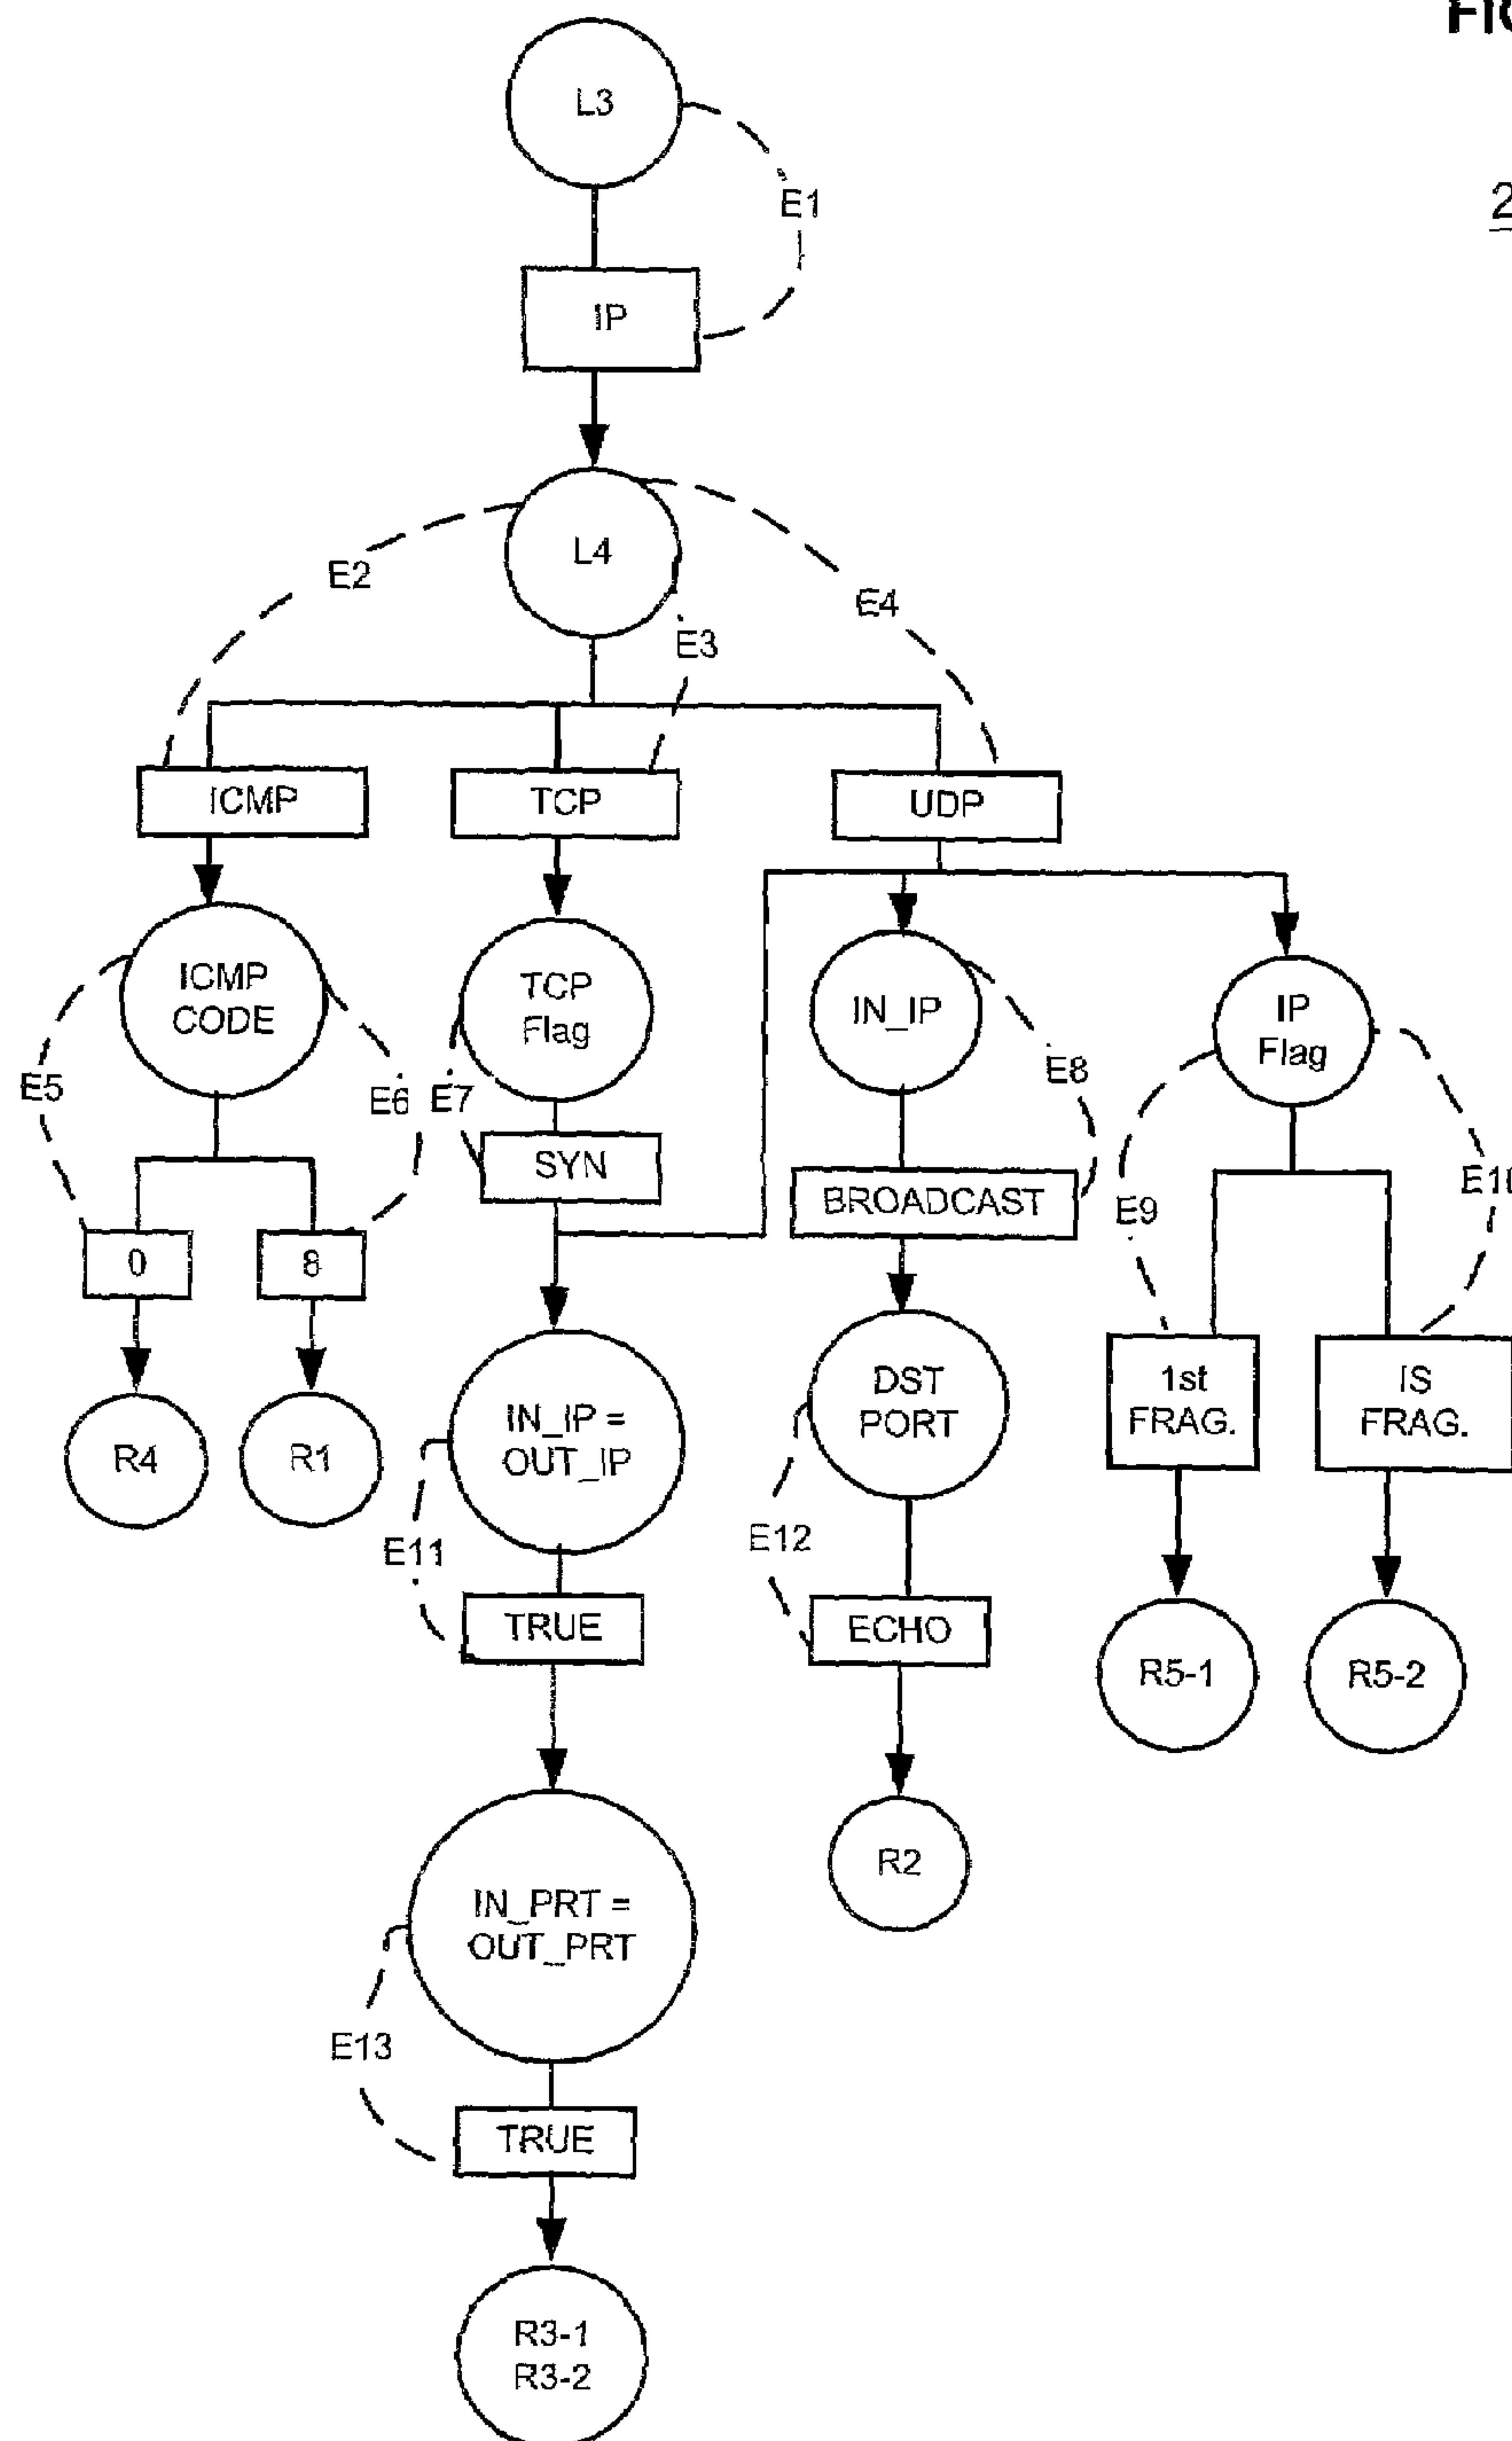 L3
E1
IP
L4
E2
E4
E3
ICMP
TCP
UDP
ICMP
CODE
TCP
Flag
IN_IP
IP
Flag
E5
E6
E7
E8
E9
SYN
BROADCAST
0
8
R4
R1
IN_IP =
OUT_IP
DST
PORT
1st
FRAG.
IS
FRAG.
E11
E12
TRUE
ECHO
R5-1
R5-2
IN_PRT =
OUT_PRT
R2
E13
TRUE
R3-1
R3-2